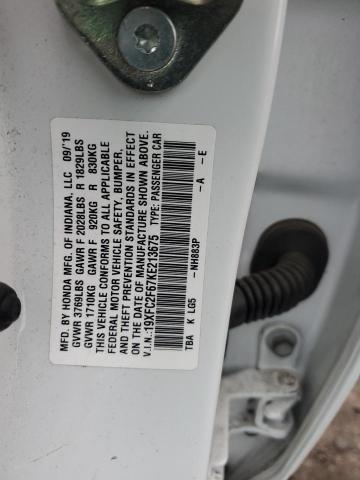 MFD. BY HONDA MFG. OF INDIANA, LLC 09/'19
GVWR 3769LBS GAWR F 2028LBS R 1829LBS
GVWR 1710KG GAWR F 920KG R 830KG
THIS VEHICLE CONFORMS TO ALL APPLICABLE
FEDERAL MOTOR VEHICLE SAFETY, BUMPER,
AND THEFT PREVENTION STANDARDS IN EFFECT
ON THE DATE OF MANUFACTURE SHOWN ABOVE.
V.I.N.: 19XFC2F67KE213675 TYPE: PASSENGER CAR
-NH883P -A -E
TBA K LG5